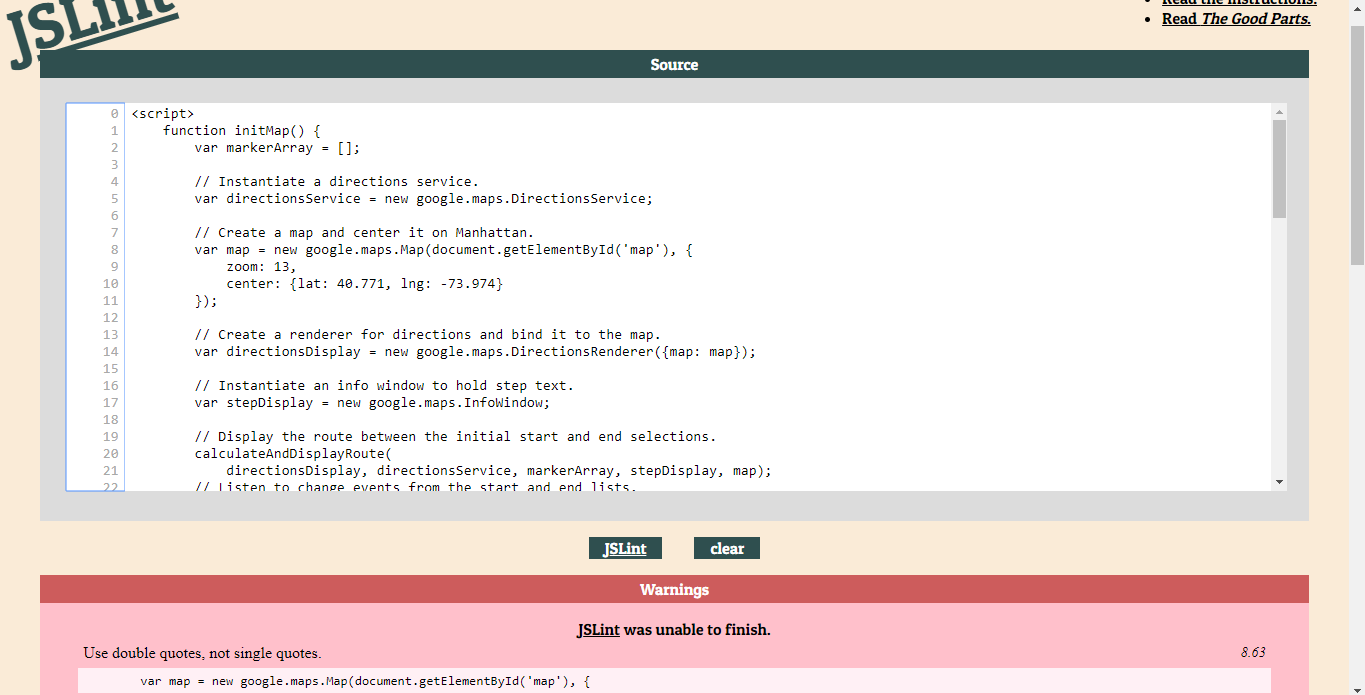 JSLint
Read the instructions.
Read The Good Parts.
Source
0 <script>
1 function initMap() {
2 var markerArray = [];
3
4 // Instantiate a directions service.
5 var directionsService = new google.maps.DirectionsService;
6
7 // Create a map and center it on Manhattan.
8 var map = new google.maps.Map(document.getElementById('map'), {
9 zoom: 13,
10 center: {lat: 40.771, lng: -73.974}
11 });
12
13 // Create a renderer for directions and bind it to the map.
14 var directionsDisplay = new google.maps.DirectionsRenderer({map: map});
15
16 // Instantiate an info window to hold step text.
17 var stepDisplay = new google.maps.InfoWindow;
18
19 // Display the route between the initial start and end selections.
20 calculateAndDisplayRoute(
21 directionsDisplay, directionsService, markerArray, stepDisplay, map);
22 // Listen to change events from the start and end lists.
JSLint clear
Warnings
JSLint was unable to finish.
Use double quotes, not single quotes. 8.63
var map = new google.maps.Map(document.getElementById('map'), {